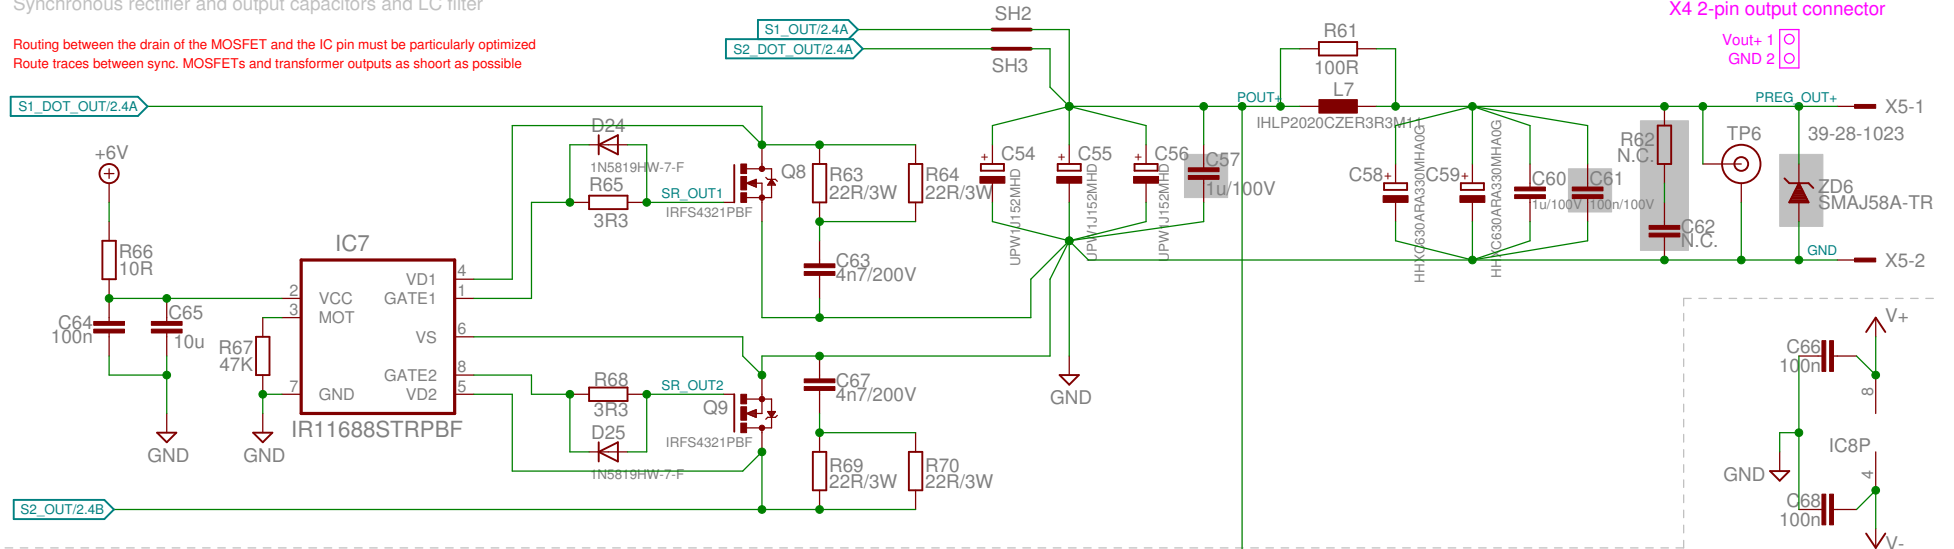 Synchronous rectifier and output capacitors and LC filter
Routing between the drain of the MOSFET and the IC pin must be particularly optimized
Route traces between sync. MOSFETs and transformer outputs as shoort as possible
S1_OUT/2.4A
S2_DOT_OUT/2.4A
SH2
SH3
R61
100R
L7
IHLP2020CZER3R3M11
X4 2-pin output connector
Vout+ 1
GND 2
S1_DOT_OUT/2.4A
POUT+
PREG_OUT+
X5-1
39-28-1023
+6V
D24
1N5819HW-7-F
R65
3R3
SR_OUT1
Q8
IRFS4321PBF
R63
22R/3W
R64
22R/3W
C54
UPW1J152MHD
C55
UPW1J152MHD
C56
UPW1J152MHD
C57
1u/100V
C58
HHXC630ARA330MHA0G
C59
HHXC630ARA330MHA0G
C60
1u/100V
C61
100n/100V
R62
N.C.
C62
N.C.
TP6
ZD6
SMAJ58A-TR
GND
X5-2
R66
10R
C64
100n
C65
10u
GND
R67
47K
GND
IC7
2
VCC
3
MOT
7
GND
VD1
4
GATE1
1
VS
6
GATE2
8
VD2
5
IR11688STRPBF
C63
4n7/200V
R68
3R3
D25
1N5819HW-7-F
SR_OUT2
Q9
IRFS4321PBF
C67
4n7/200V
R69
22R/3W
R70
22R/3W
GND
S2_OUT/2.4B
V+
C66
100n
8
IC8P
GND
4
C68
100n
V-